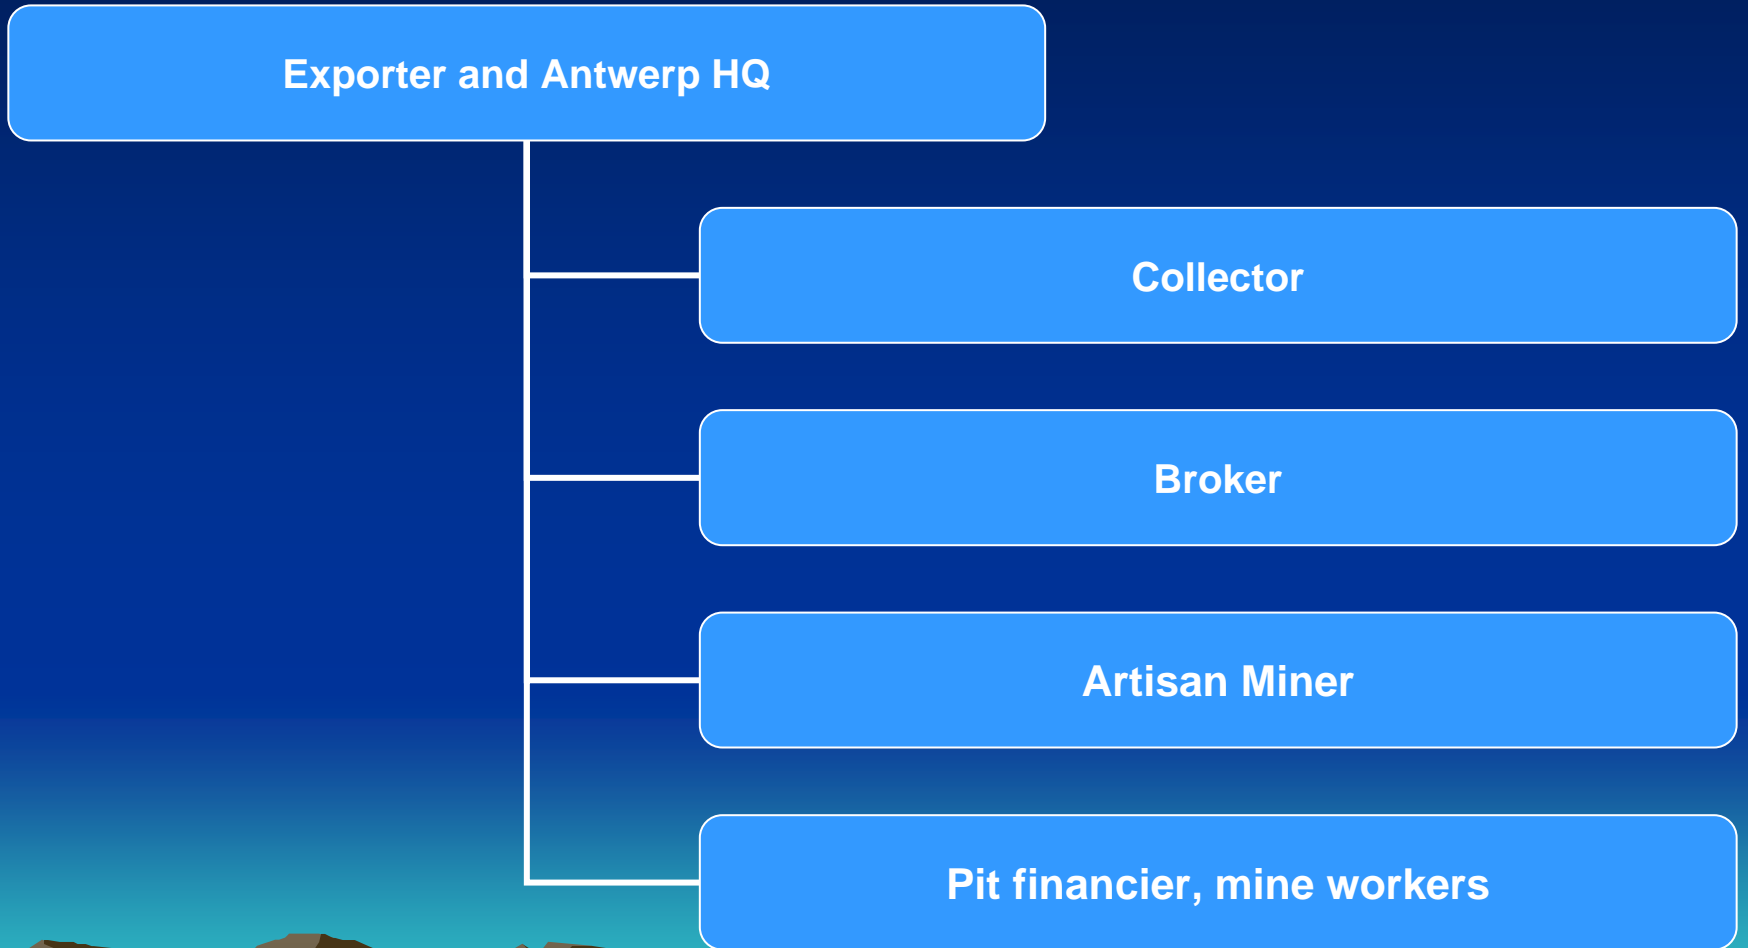 Exporter and Antwerp HQ
Collector
Broker
Artisan Miner
Pit financier, mine workers